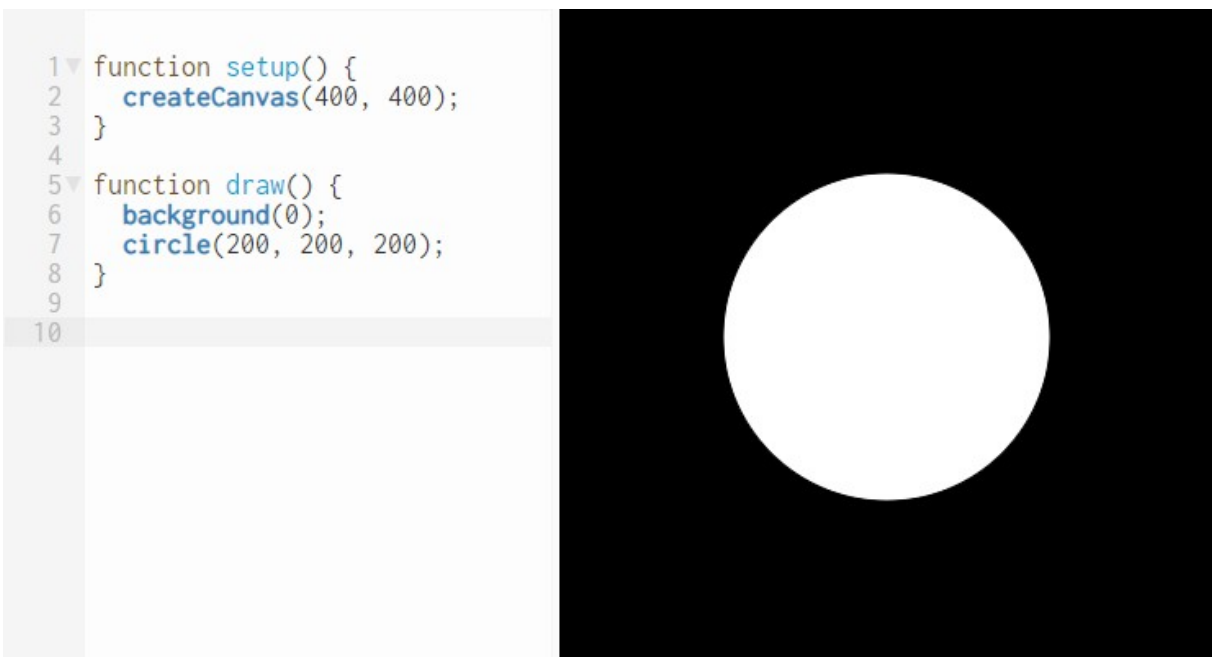 1 function setup() {
2 createCanvas(400, 400);
3 }
4
5 function draw() {
6 background(0);
7 circle(200, 200, 200);
8 }
9
10